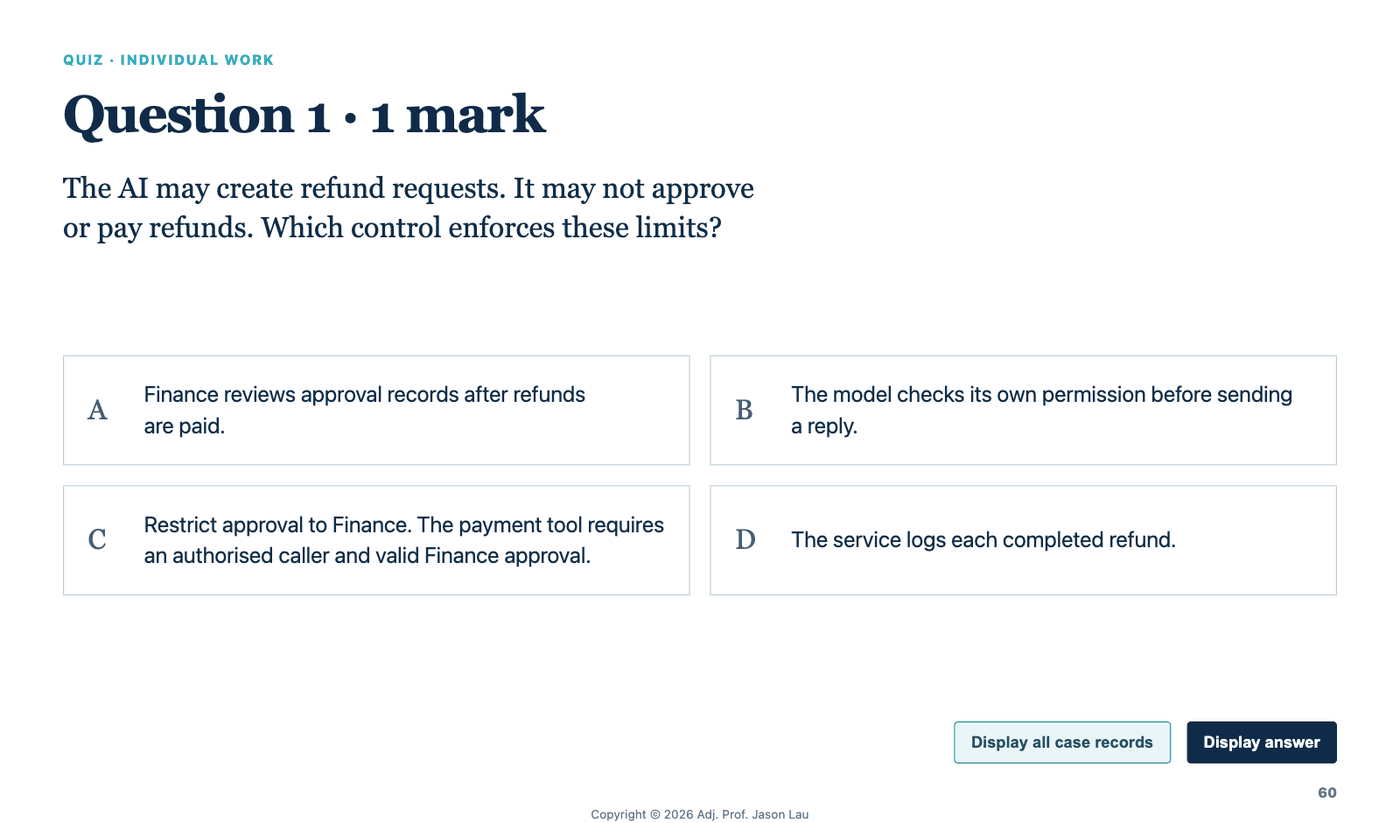 QUIZ · INDIVIDUAL WORK
Question 1 · 1 mark
The AI may create refund requests. It may not approve
or pay refunds. Which control enforces these limits?
A
Finance reviews approval records after refunds
are paid.
B
The model checks its own permission before sending
a reply.
C
Restrict approval to Finance. The payment tool requires
an authorised caller and valid Finance approval.
D
The service logs each completed refund.
Display all case records
Display answer
60
Copyright © 2026 Adj. Prof. Jason Lau